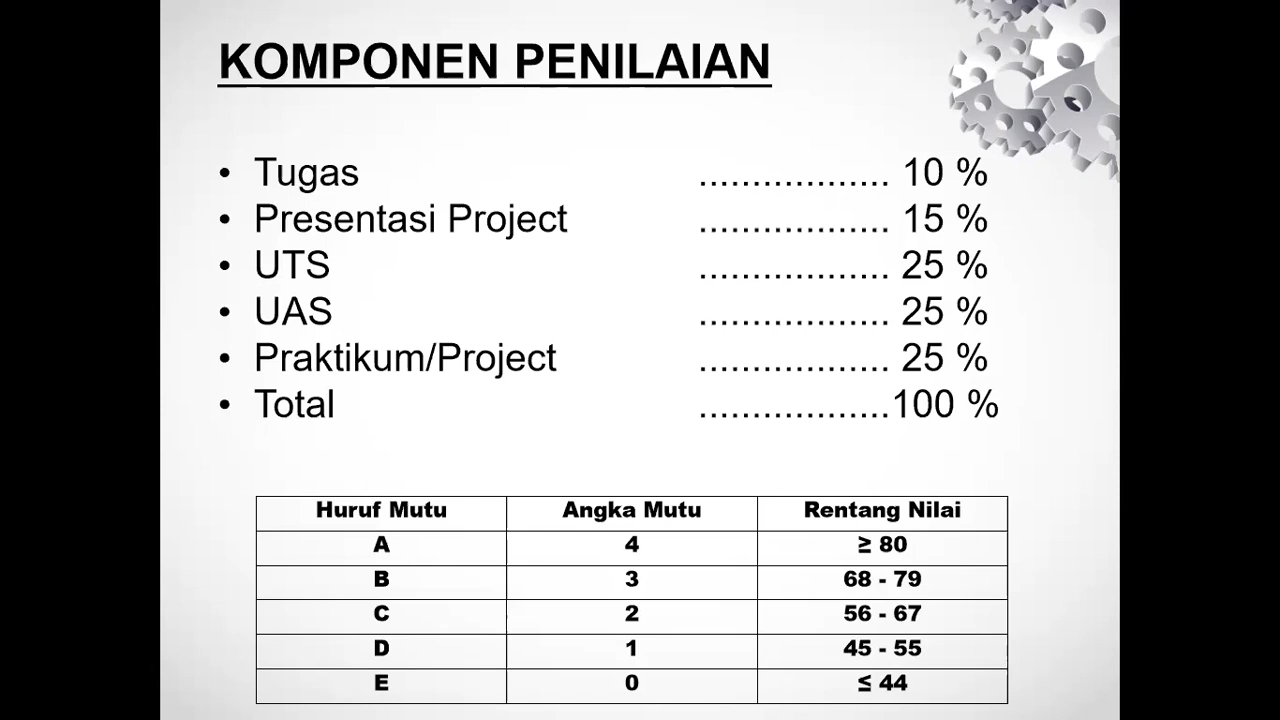 KOMPONEN PENILAIAN
• Tugas .................. 10 %
• Presentasi Project .................. 15 %
• UTS .................. 25 %
• UAS .................. 25 %
• Praktikum/Project .................. 25 %
• Total ..................100 %
Huruf Mutu Angka Mutu Rentang Nilai
A 4 ≥ 80
B 3 68 - 79
C 2 56 - 67
D 1 45 - 55
E 0 ≤ 44